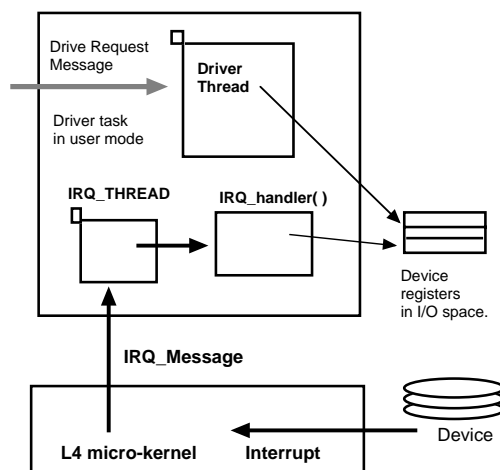 Drive Request
Message
Driver
Thread
Driver task
in user mode
IRQ_THREAD
IRQ_handler( )
Device
registers
in I/O space.
IRQ_Message
L4 micro-kernel
Interrupt
Device